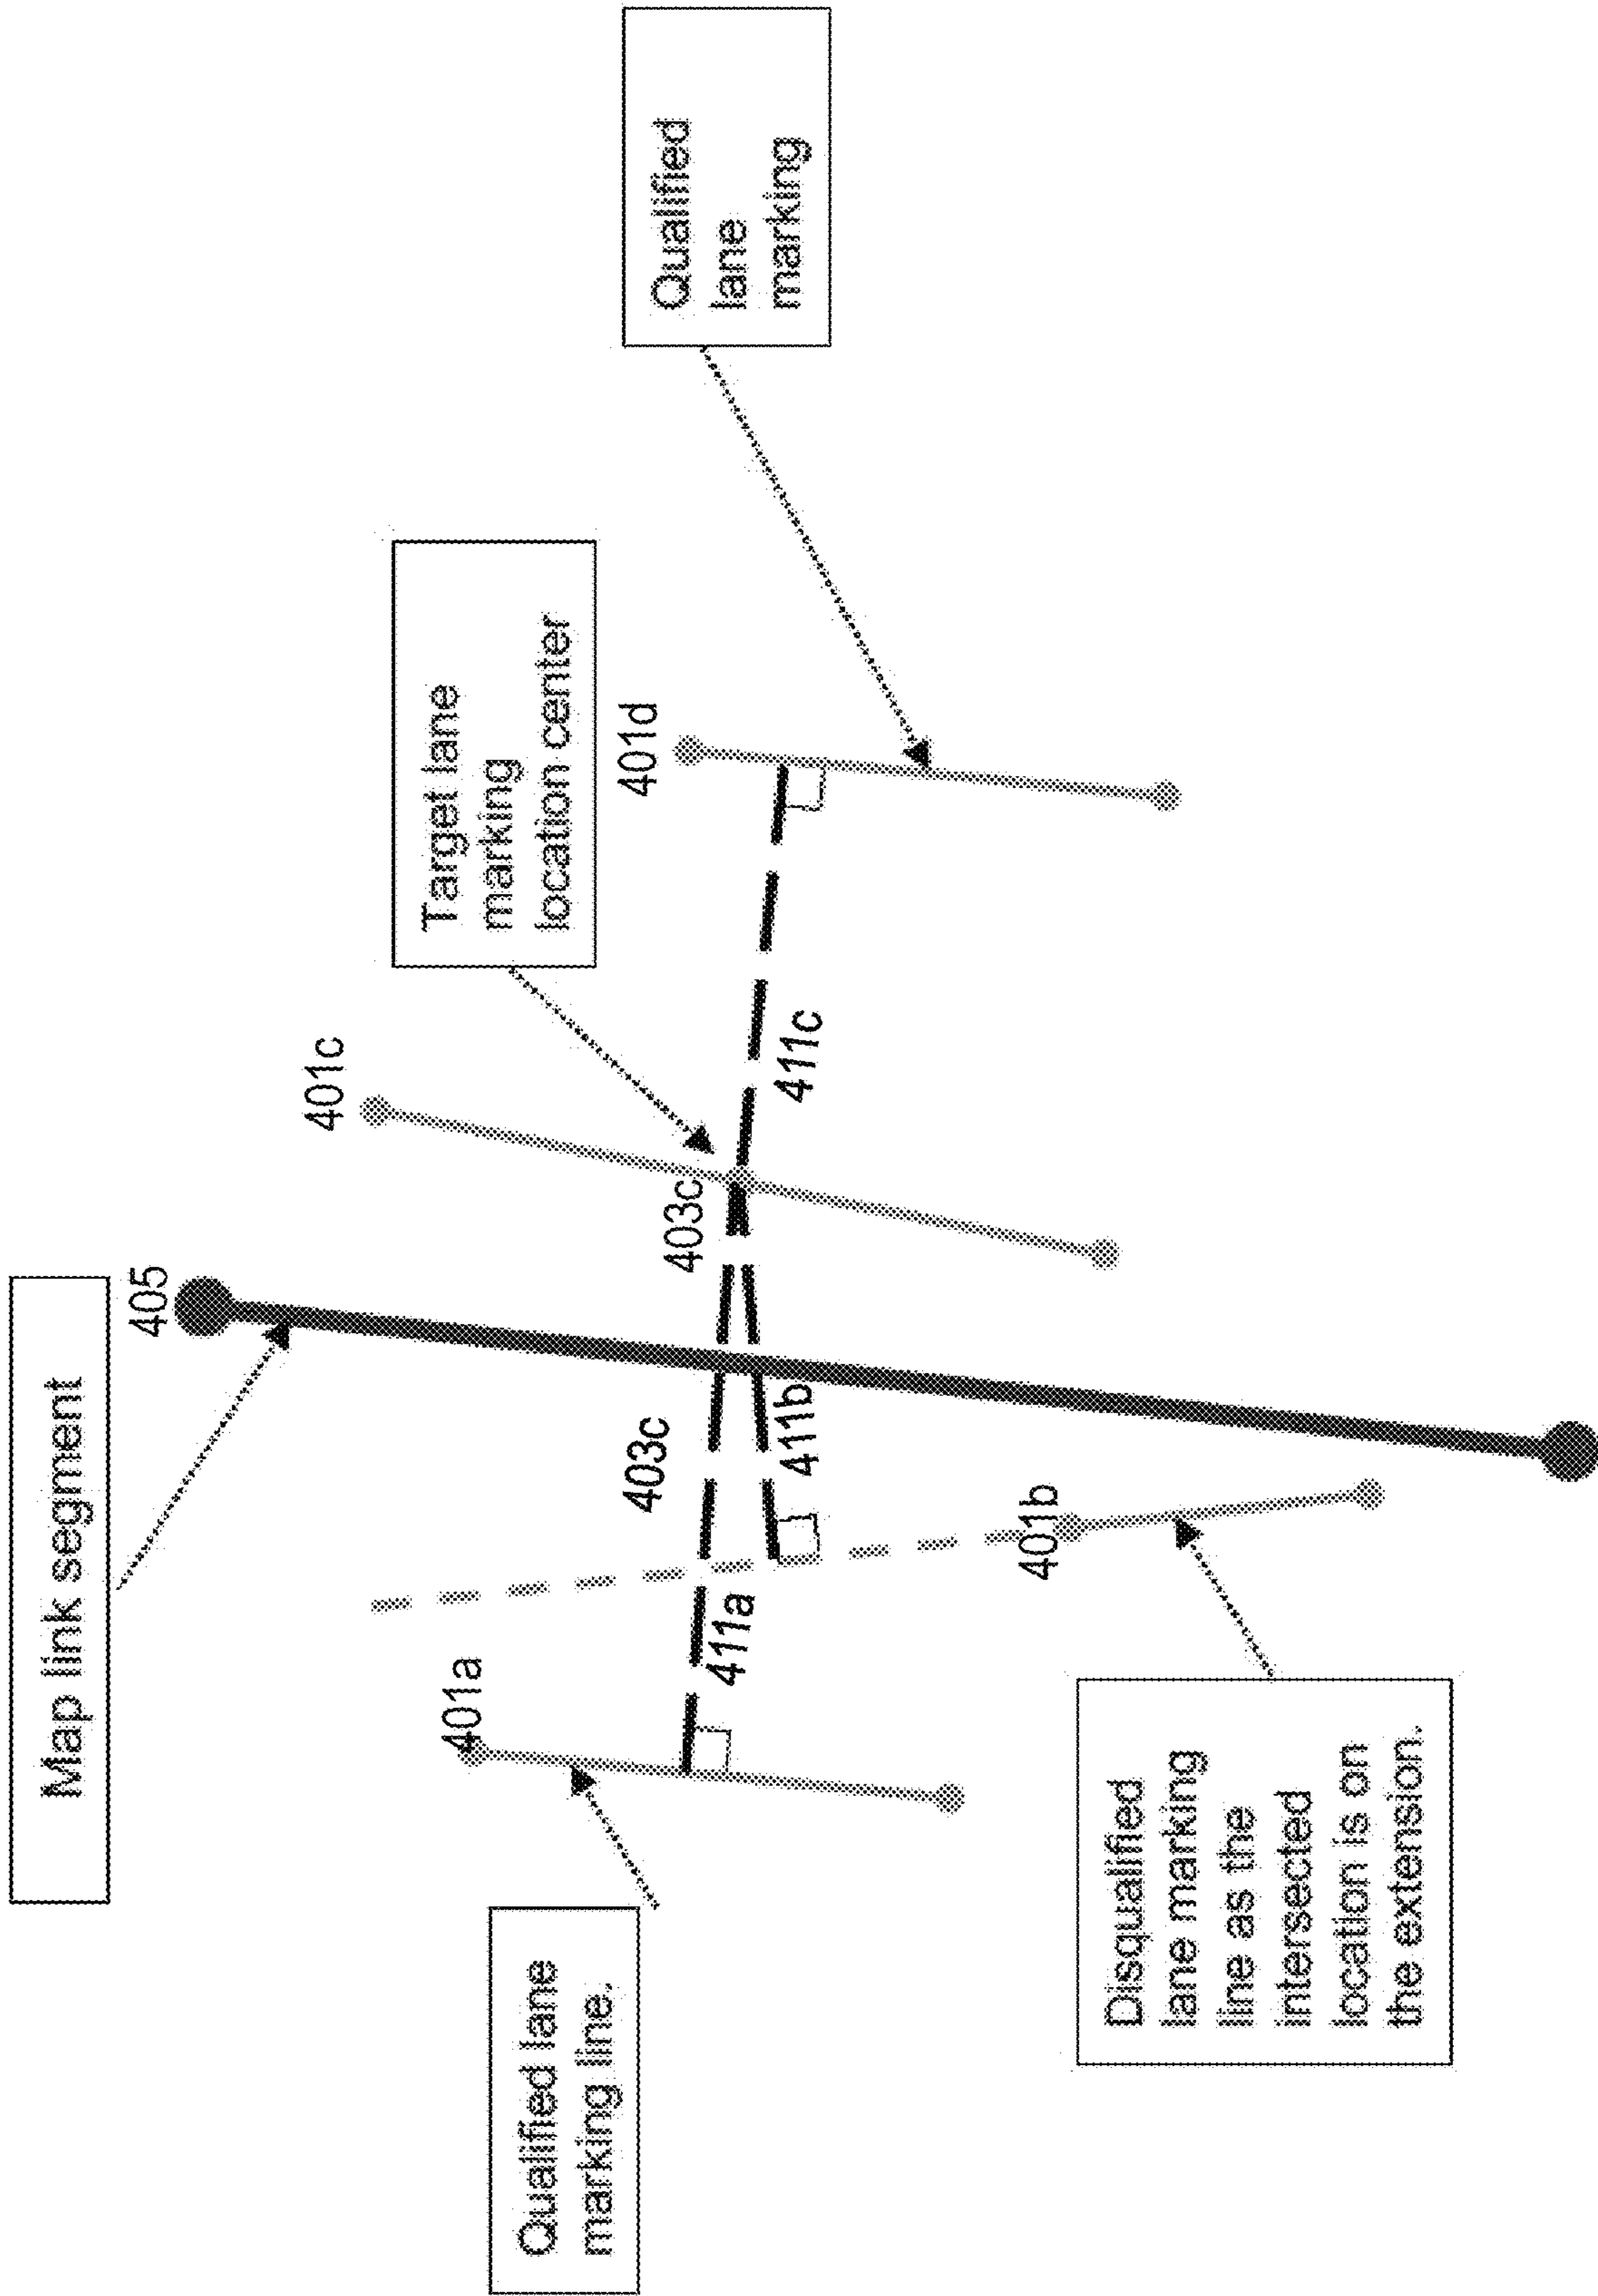 Map link segment
405
401c
Target lane
marking
location center
Qualified
lane
marking
401d
Qualified lane
marking line.
401a
403c
403c
411a
411b
411c
401b
Disqualified
lane marking
line as the
intersected
location is on
the extension.